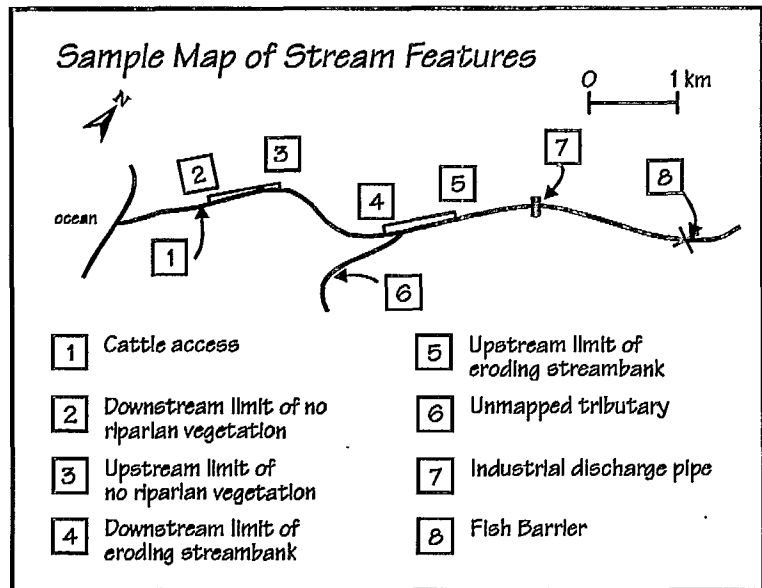 Sample Map of Stream Features
N
0 1 km
ocean
1
2
3
4
5
6
7
8
1 Cattle access
2 Downstream limit of no
riparian vegetation
3 Upstream limit of
no riparian vegetation
4 Downstream limit of
eroding streambank
5 Upstream limit of
eroding streambank
6 Unmapped tributary
7 Industrial discharge pipe
8 Fish Barrier